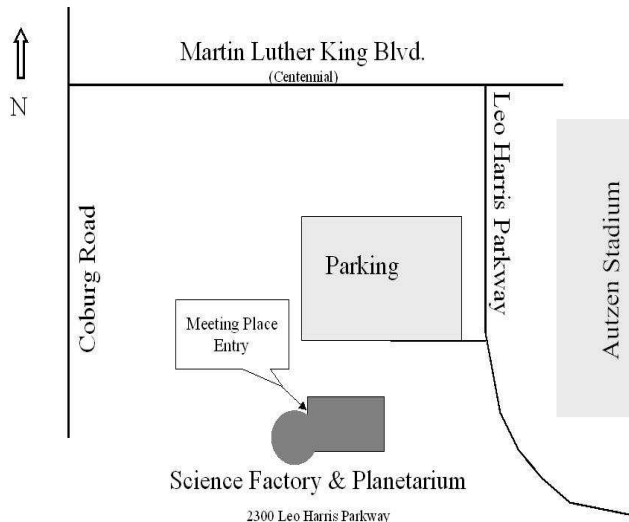 Martin Luther King Blvd.
(Centennial)
N
Coburg Road
Leo Harris Parkway
Autzen Stadium
Parking
Meeting Place
Entry
Science Factory & Planetarium
2300 Leo Harris Parkway